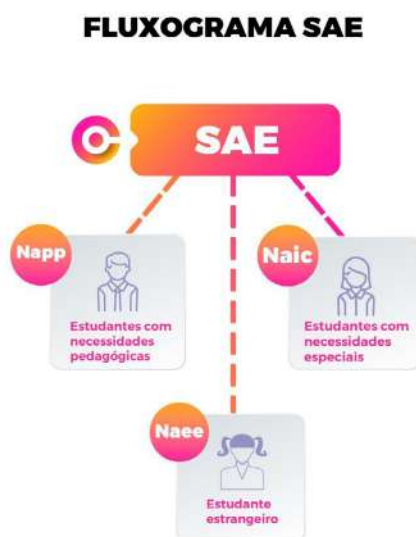 FLUXOGRAMA SAE
SAE
Napp
Estudantes com
necessidades
pedagógicas
Naic
Estudantes com
necessidades
especiais
Naee
Estudante
estrangeiro